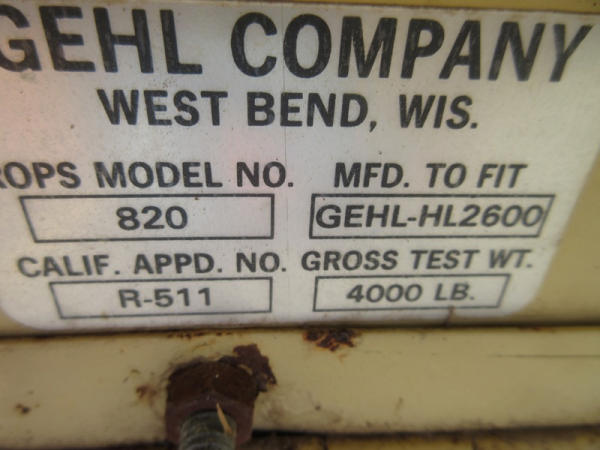 GEHL COMPANY
WEST BEND, WIS.
ROPS MODEL NO. MFD. TO FIT
820 GEHL-HL2600
CALIF. APPD. NO. GROSS TEST WT.
R-511 4000 LB.